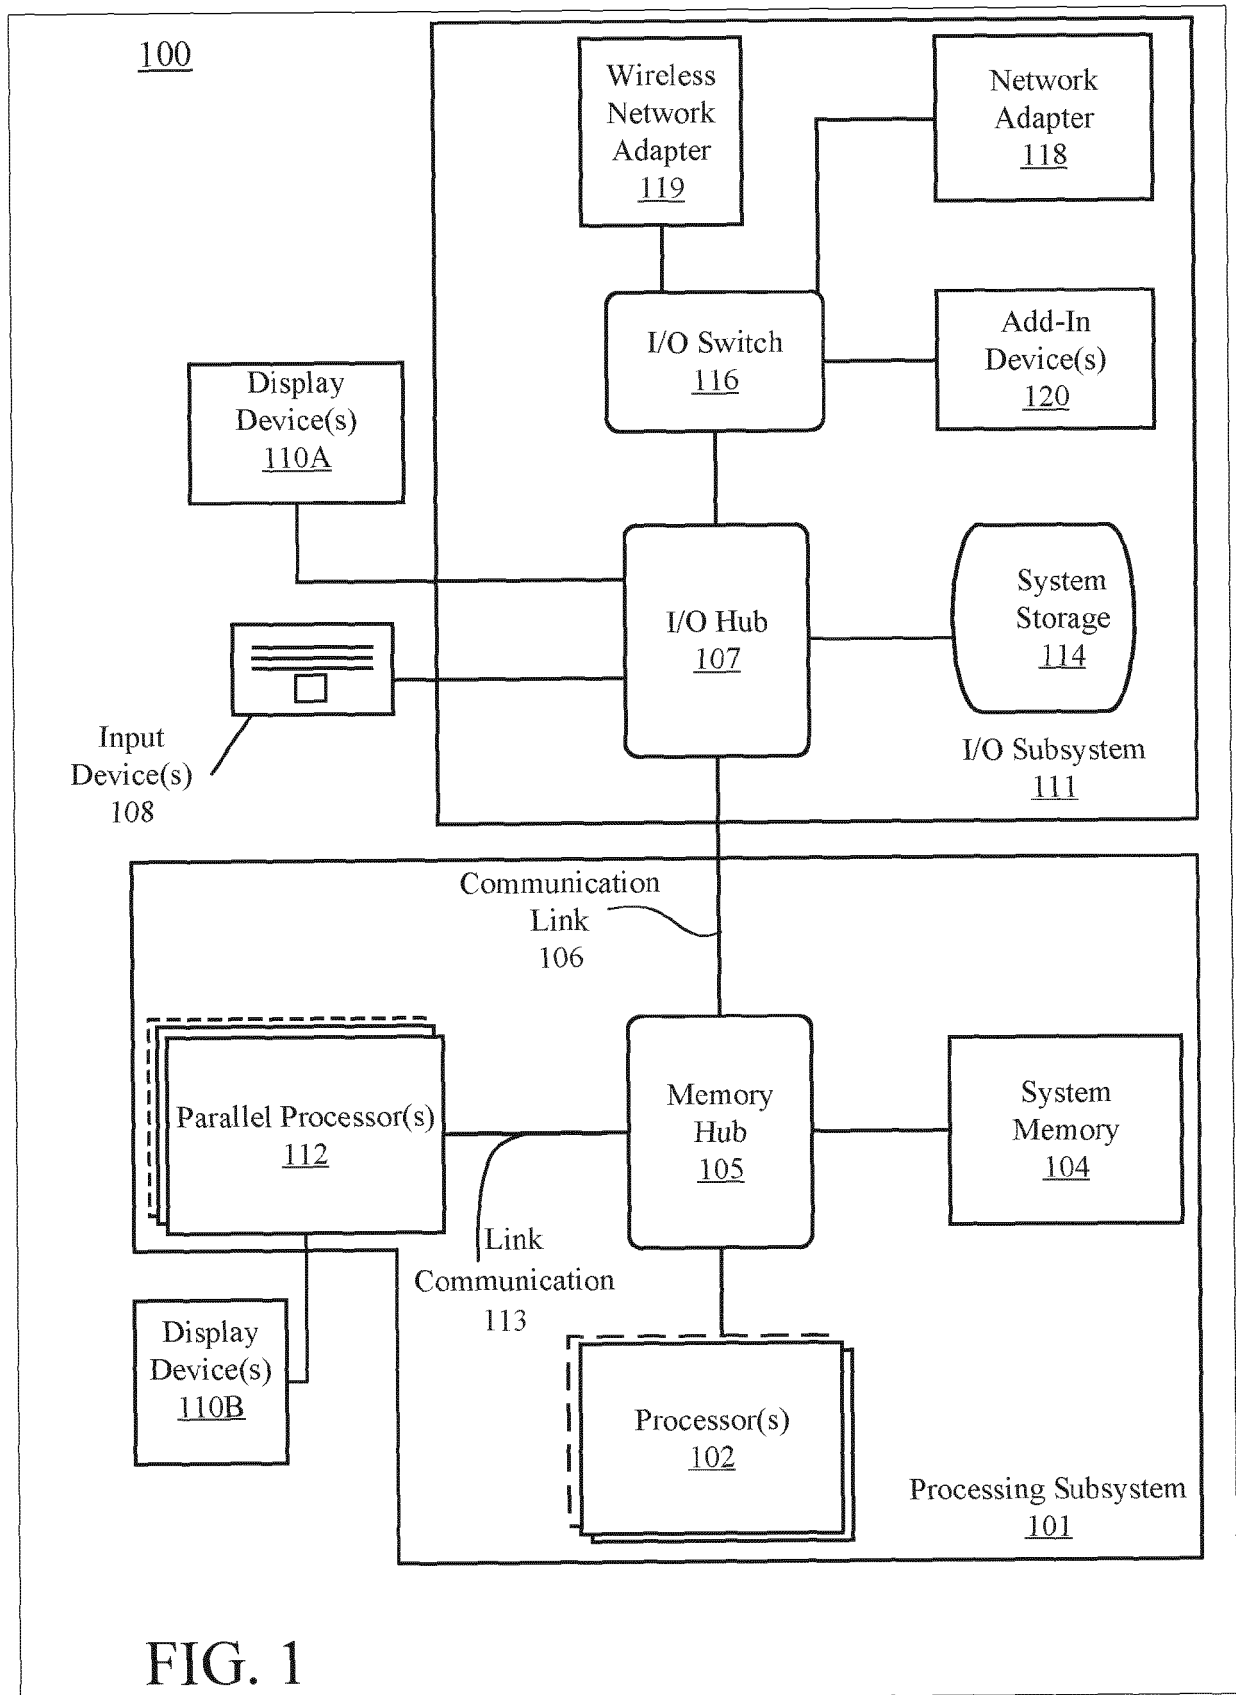 100
Wireless
Network
Adapter
119
Network
Adapter
118
I/O Switch
116
Add-In
Device(s)
120
Display
Device(s)
110A
I/O Hub
107
System
Storage
114
Input
Device(s)
108
I/O Subsystem
111
Communication
Link
106
Parallel Processor(s)
112
Memory
Hub
105
System
Memory
104
Link
Communication
113
Display
Device(s)
110B
Processor(s)
102
Processing Subsystem
101
FIG. 1